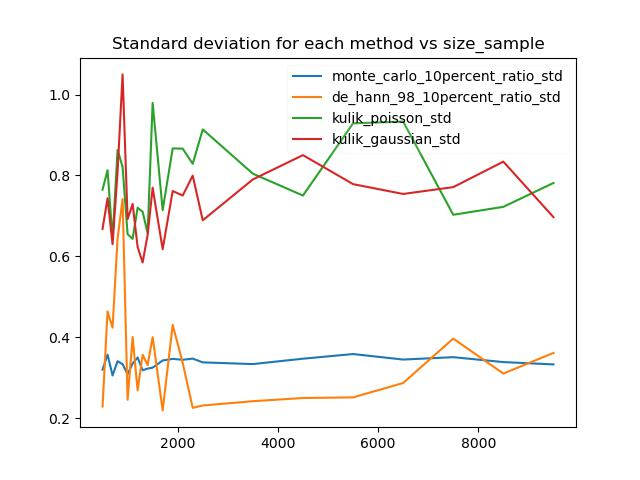 Standard deviation for each method vs size_sample
monte_carlo_10percent_ratio_std
de_hann_98_10percent_ratio_std
kulik_poisson_std
kulik_gaussian_std
1.0
0.8
0.6
0.4
0.2
2000 4000 6000 8000